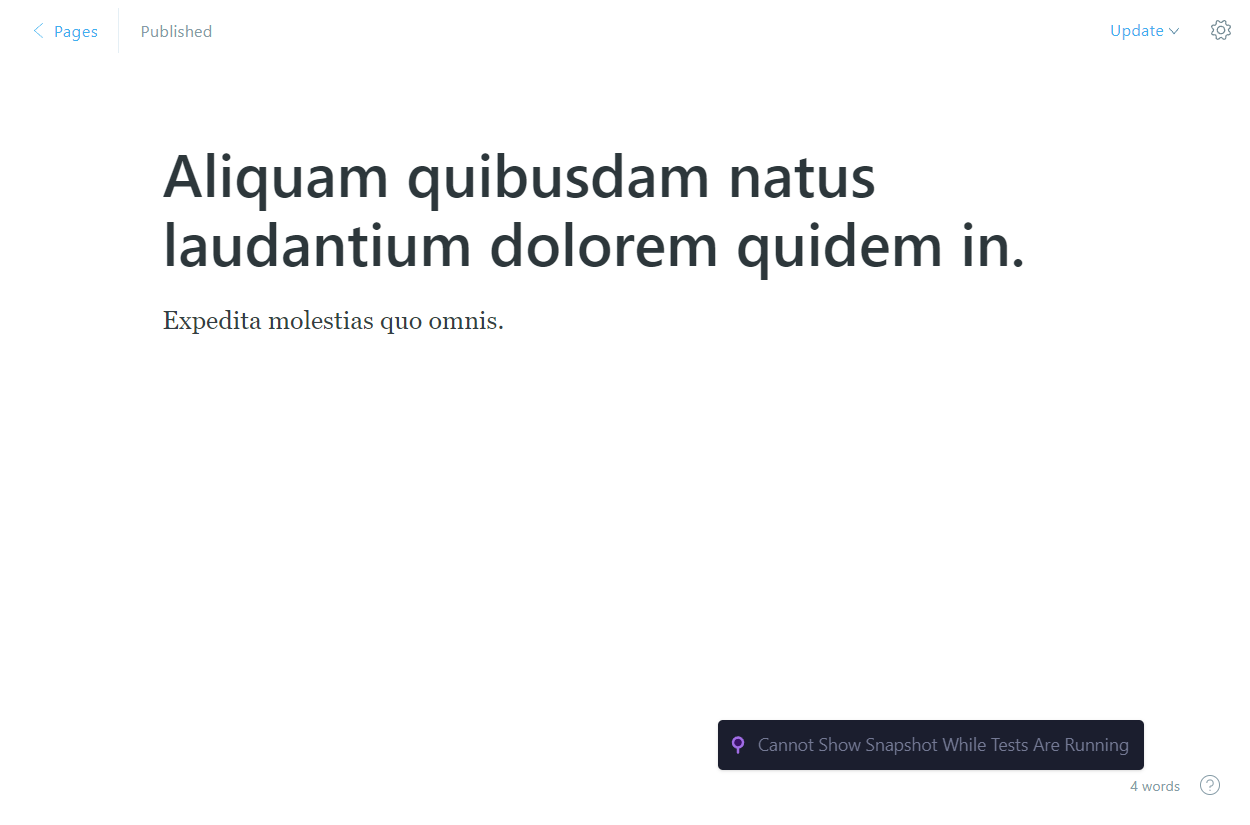 Pages
Published
Update
Aliquam quibusdam natus
laudantium dolorem quidem in.
Expedita molestias quo omnis.
Cannot Show Snapshot While Tests Are Running
4 words
?